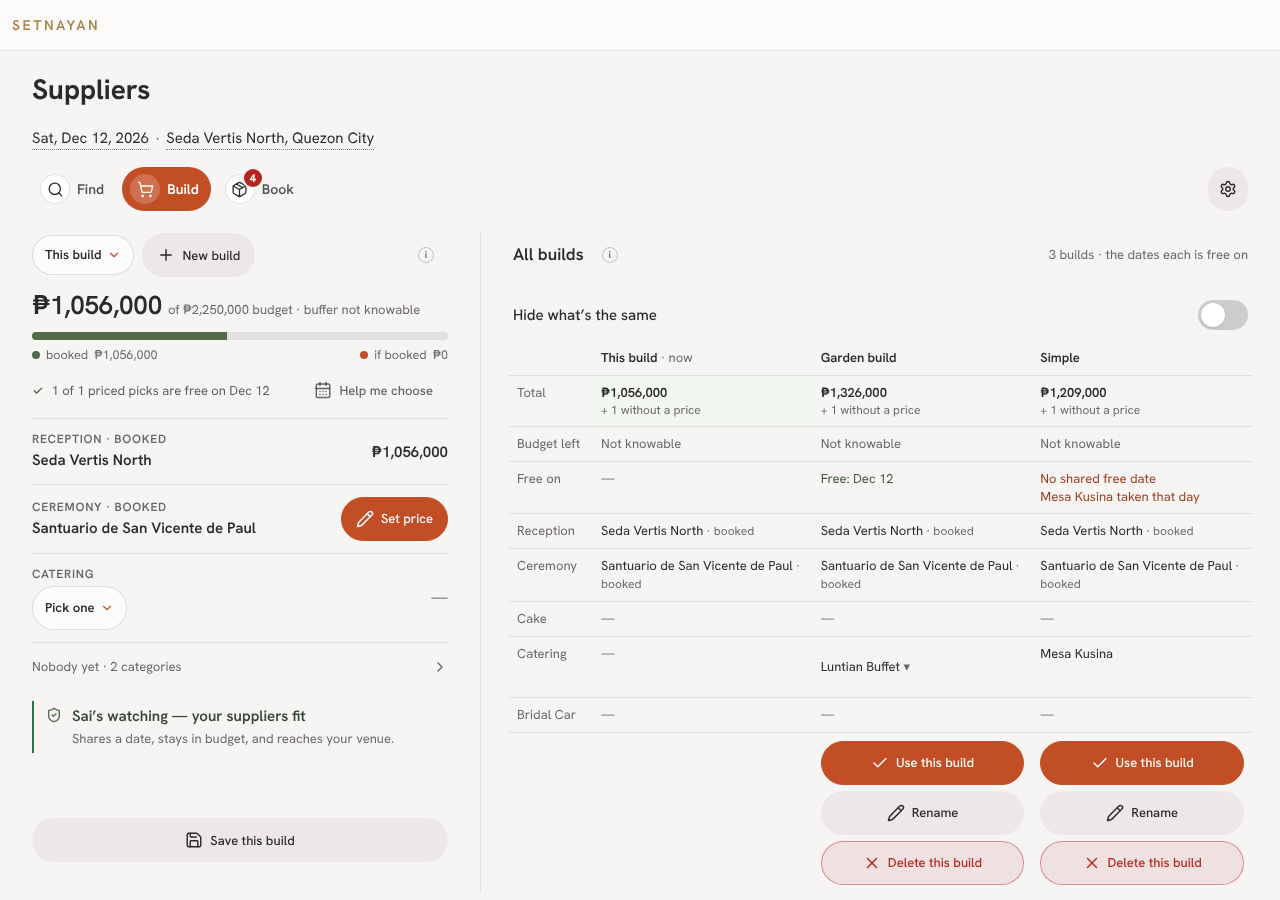 SETNAYAN
Suppliers
Sat, Dec 12, 2026 · Seda Vertis North, Quezon City
Find
Build
4
Book
This build
New build
i
₱1,056,000 of ₱2,250,000 budget · buffer not knowable
booked ₱1,056,000
if booked ₱0
1 of 1 priced picks are free on Dec 12
Help me choose
RECEPTION · BOOKED
Seda Vertis North
₱1,056,000
CEREMONY · BOOKED
Santuario de San Vicente de Paul
Set price
CATERING
Pick one
—
Nobody yet · 2 categories
Sai’s watching — your suppliers fit
Shares a date, stays in budget, and reaches your venue.
Save this build
All builds
i
3 builds · the dates each is free on
Hide what’s the same
This build · now
Garden build
Simple
Total
₱1,056,000
+ 1 without a price
₱1,326,000
+ 1 without a price
₱1,209,000
+ 1 without a price
Budget left
Not knowable
Not knowable
Not knowable
Free on
—
Free: Dec 12
No shared free date
Mesa Kusina taken that day
Reception
Seda Vertis North · booked
Seda Vertis North · booked
Seda Vertis North · booked
Ceremony
Santuario de San Vicente de Paul ·
booked
Santuario de San Vicente de Paul ·
booked
Santuario de San Vicente de Paul ·
booked
Cake
—
—
—
Catering
—
Luntian Buffet ▾
Mesa Kusina
Bridal Car
—
—
—
Use this build
Use this build
Rename
Rename
Delete this build
Delete this build